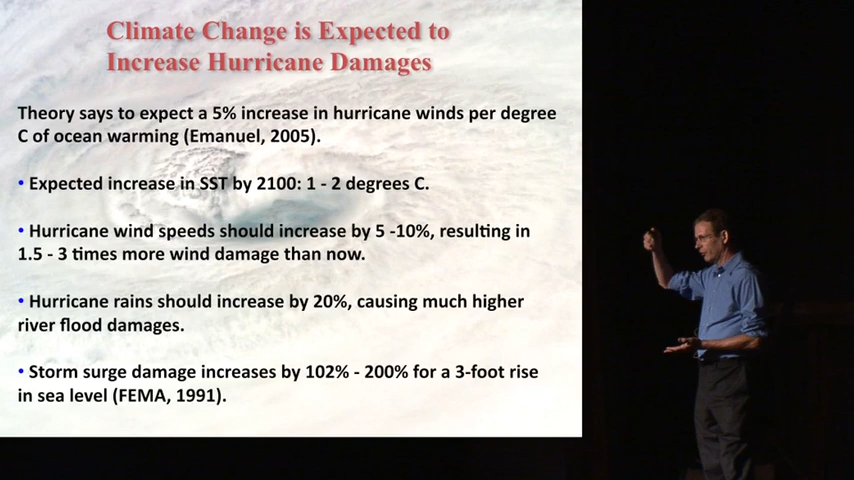 Climate Change is Expected to
Increase Hurricane Damages
Theory says to expect a 5% increase in hurricane winds per degree
C of ocean warming (Emanuel, 2005).
• Expected increase in SST by 2100: 1 - 2 degrees C.
• Hurricane wind speeds should increase by 5 -10%, resulting in
1.5 - 3 times more wind damage than now.
• Hurricane rains should increase by 20%, causing much higher
river flood damages.
• Storm surge damage increases by 102% - 200% for a 3-foot rise
in sea level (FEMA, 1991).